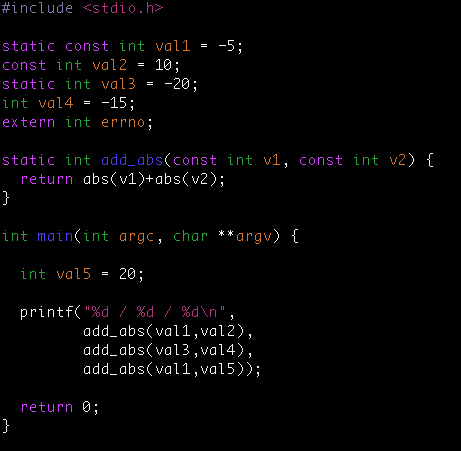 #include <stdio.h>

static const int val1 = -5;
const int val2 = 10;
static int val3 = -20;
int val4 = -15;
extern int errno;

static int add_abs(const int v1, const int v2) {
  return abs(v1)+abs(v2);
}

int main(int argc, char **argv) {

  int val5 = 20;

  printf("%d / %d / %d\n",
         add_abs(val1,val2),
         add_abs(val3,val4),
         add_abs(val1,val5));

  return 0;
}